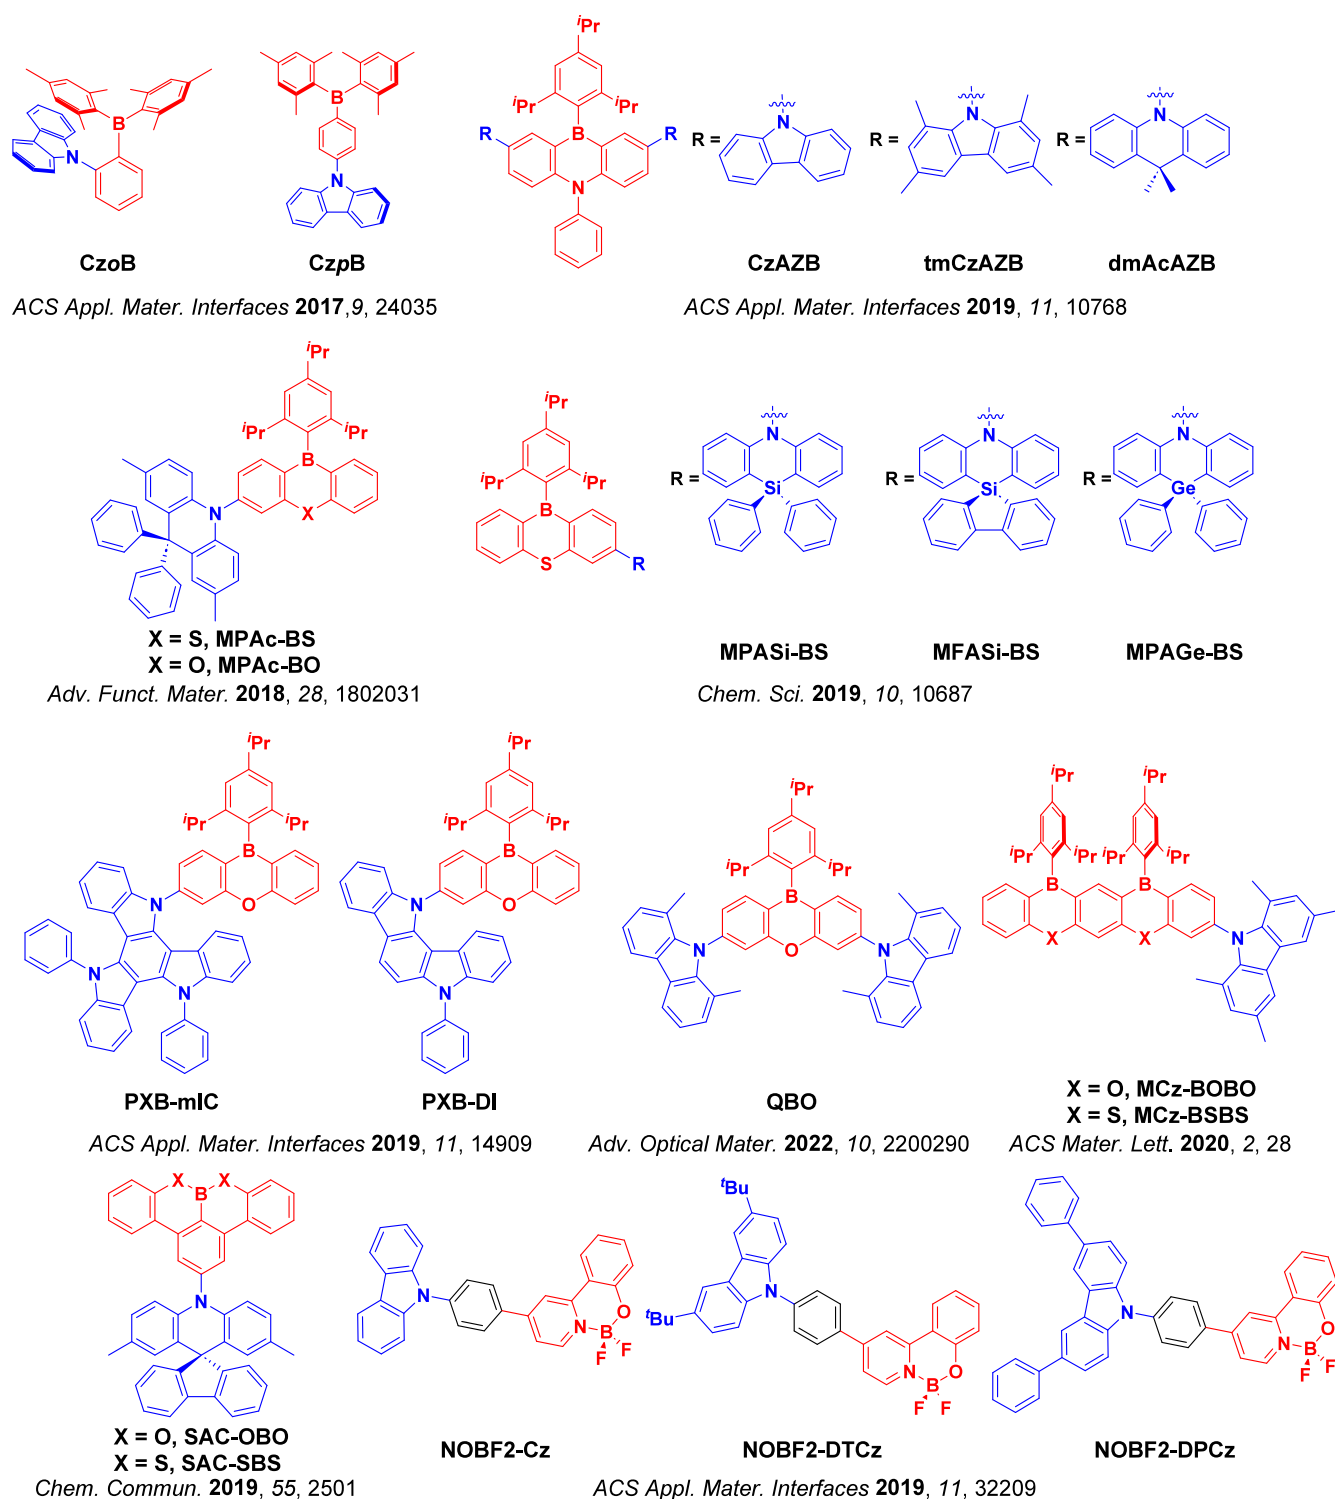 B
N
CzoB
B
N
CzpB
iPr
iPr iPr
R B R
N
R = N
CzAZB
R = N
tmCzAZB
R = N
dmAcAZB
ACS Appl. Mater. Interfaces 2017,9, 24035
ACS Appl. Mater. Interfaces 2019, 11, 10768
iPr
iPr iPr
B
N
X
X = S, MPAc-BS
X = O, MPAc-BO
Adv. Funct. Mater. 2018, 28, 1802031
iPr
iPr iPr
B
S
R
R = N
Si
MPASi-BS
R = N
Si
MFASi-BS
R = N
Ge
MPAGe-BS
Chem. Sci. 2019, 10, 10687
iPr
iPr iPr
B
N O
N
N
PXB-mIC
iPr
iPr iPr
B
N O
N
PXB-DI
ACS Appl. Mater. Interfaces 2019, 11, 14909
iPr
iPr iPr
B
N O N
QBO
Adv. Optical Mater. 2022, 10, 2200290
iPr iPr
iPr iPr iPr iPr
B B
X X N
X = O, MCz-BOBO
X = S, MCz-BSBS
ACS Mater. Lett. 2020, 2, 28
X X
B
N
X = O, SAC-OBO
X = S, SAC-SBS
Chem. Commun. 2019, 55, 2501
N
O
N B
F F
NOBF2-Cz
tBu
tBu
N
O
N B
F F
NOBF2-DTCz
N
O
N B
F F
NOBF2-DPCz
ACS Appl. Mater. Interfaces 2019, 11, 32209